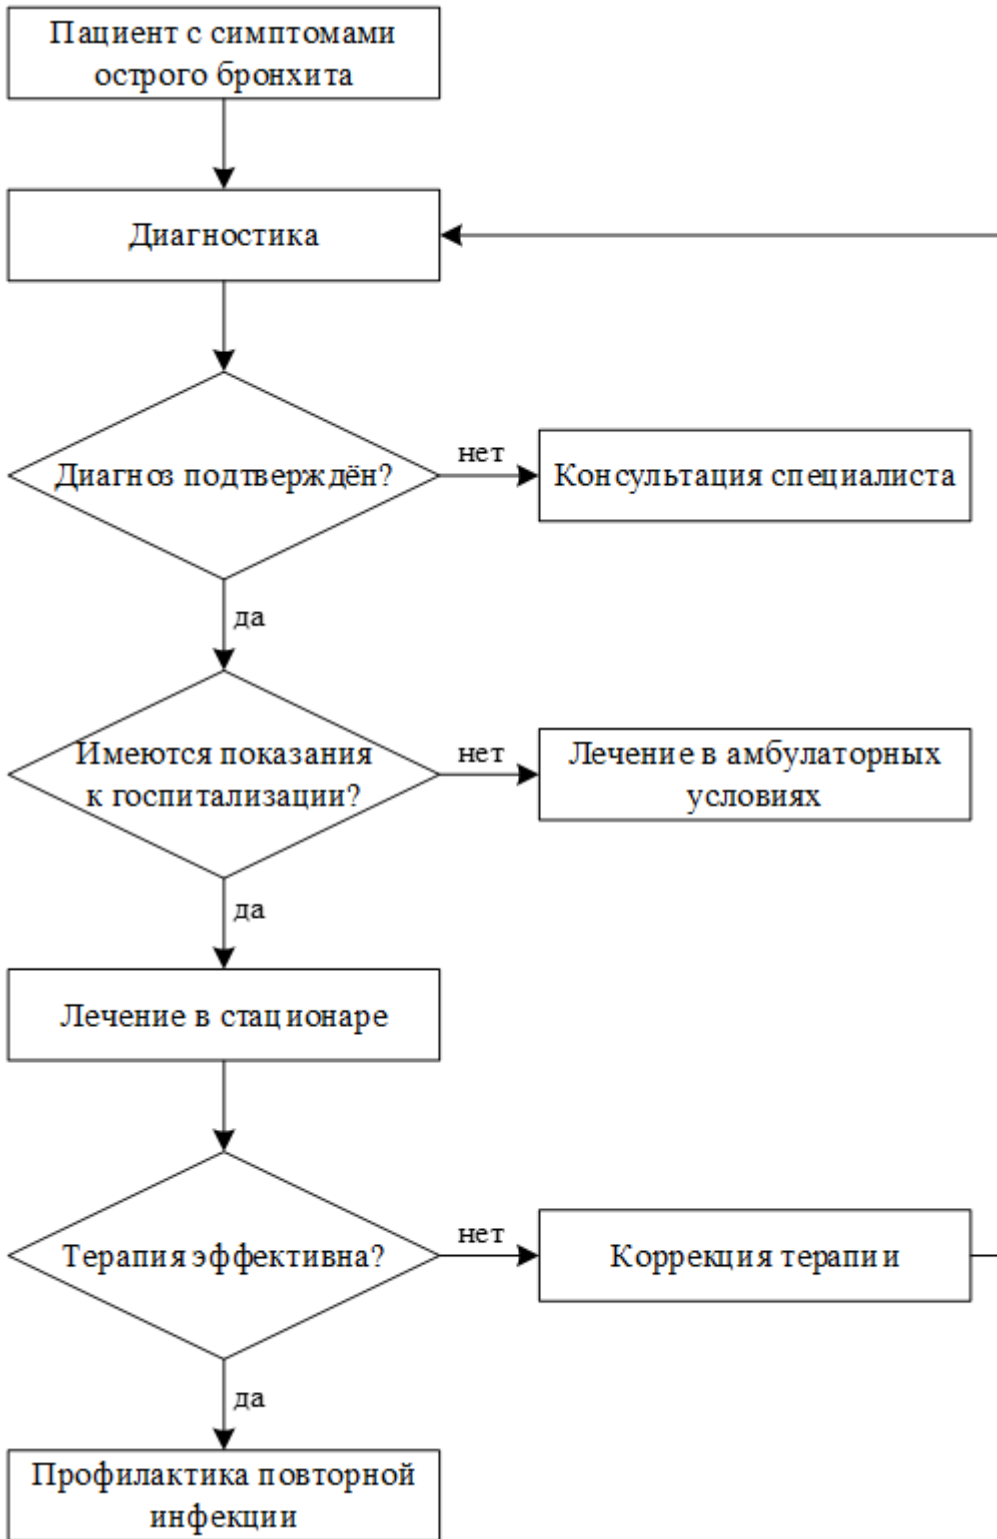 Пациент с симптомами
острого бронхита
Диагностика
Диагноз подтверждён?
нет
Консультация специалиста
да
Имеются показания
к госпитализации?
нет
Лечение в амбулаторных
условиях
да
Лечение в стационаре
Терапия эффективна?
нет
Коррекция терапии
да
Профилактика повторной
инфекции